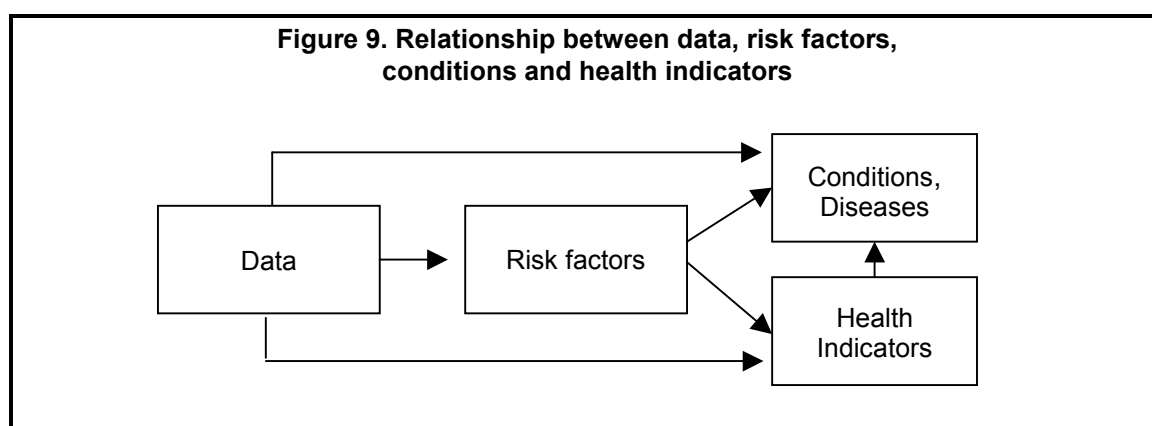 Figure 9. Relationship between data, risk factors,
conditions and health indicators
Conditions,
Diseases
Data
Risk factors
Health
Indicators